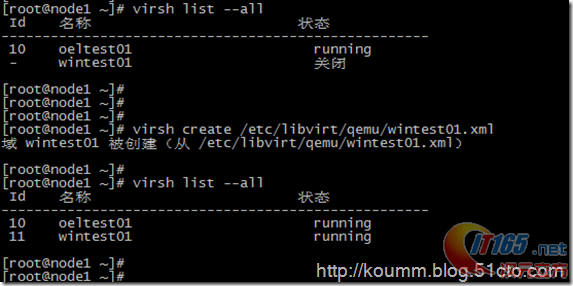 [root@node1 ~]# virsh list --all
Id 名称 状态
----------------------------------------------------
10 oeltest01 running
- wintest01 关闭
[root@node1 ~]#
[root@node1 ~]#
[root@node1 ~]#
[root@node1 ~]# virsh create /etc/libvirt/qemu/wintest01.xml
域 wintest01 被创建（从 /etc/libvirt/qemu/wintest01.xml）
[root@node1 ~]#
[root@node1 ~]# virsh list --all
Id 名称 状态
----------------------------------------------------
10 oeltest01 running
11 wintest01 running
[root@node1 ~]#
[root@node1 ~]#
IT165.net
http://koumm.blog.51cto.com